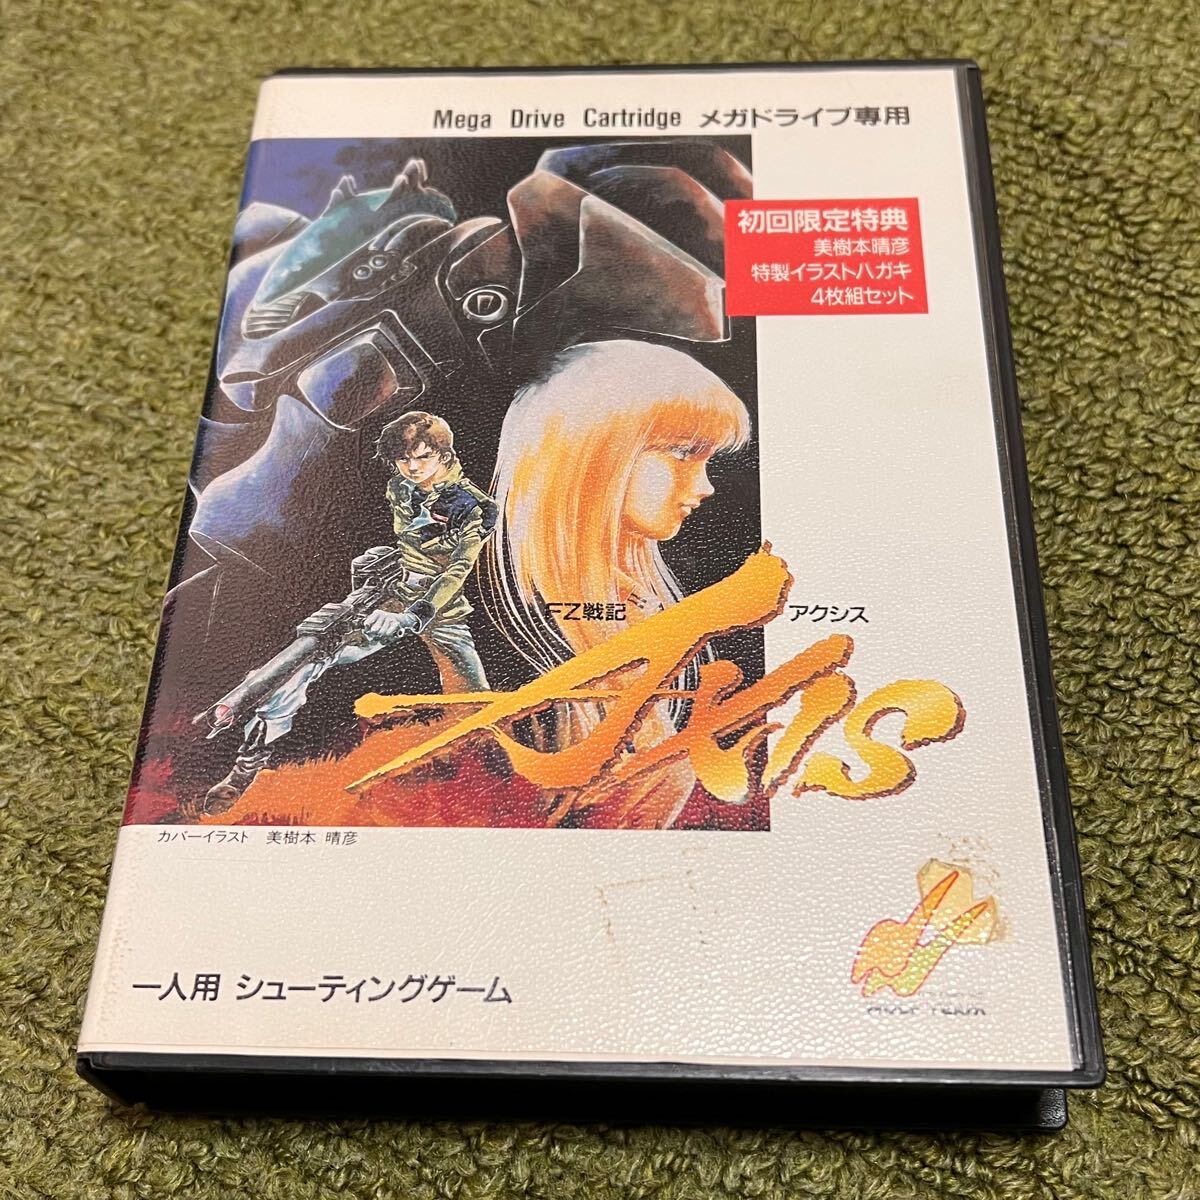 Mega Drive Cartridge メガドライブ専用
初回限定特典
美樹本晴彦
特製イラストハガキ
4枚組セット
FZ戦記 アクシス
AXIS
カバーイラスト 美樹本 晴彦
一人用 シューティングゲーム
WOLF TEAM